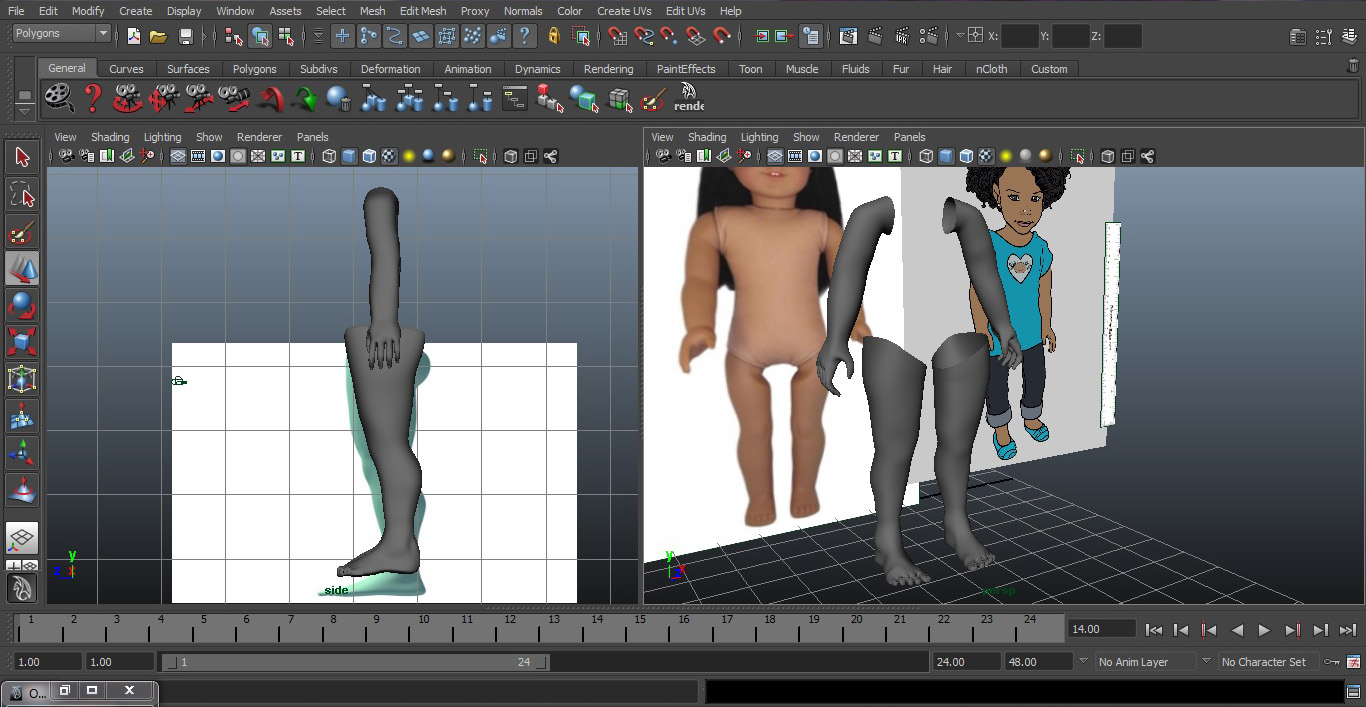 File Edit Modify Create Display Window Assets Select Mesh Edit Mesh Proxy Normals Color Create UVs Edit UVs Help
Polygons X: Y: Z:
General Curves Surfaces Polygons Subdivs Deformation Animation Dynamics Rendering PaintEffects Toon Muscle Fluids Fur Hair nCloth Custom
rende
View Shading Lighting Show Renderer Panels
View Shading Lighting Show Renderer Panels
y
z x
side
y
persp
1 2 3 4 5 6 7 8 9 10 11 12 13 14 15 16 17 18 19 20 21 22 23 24
14.00
1.00 1.00 1 24 24.00 48.00 No Anim Layer No Character Set
O...